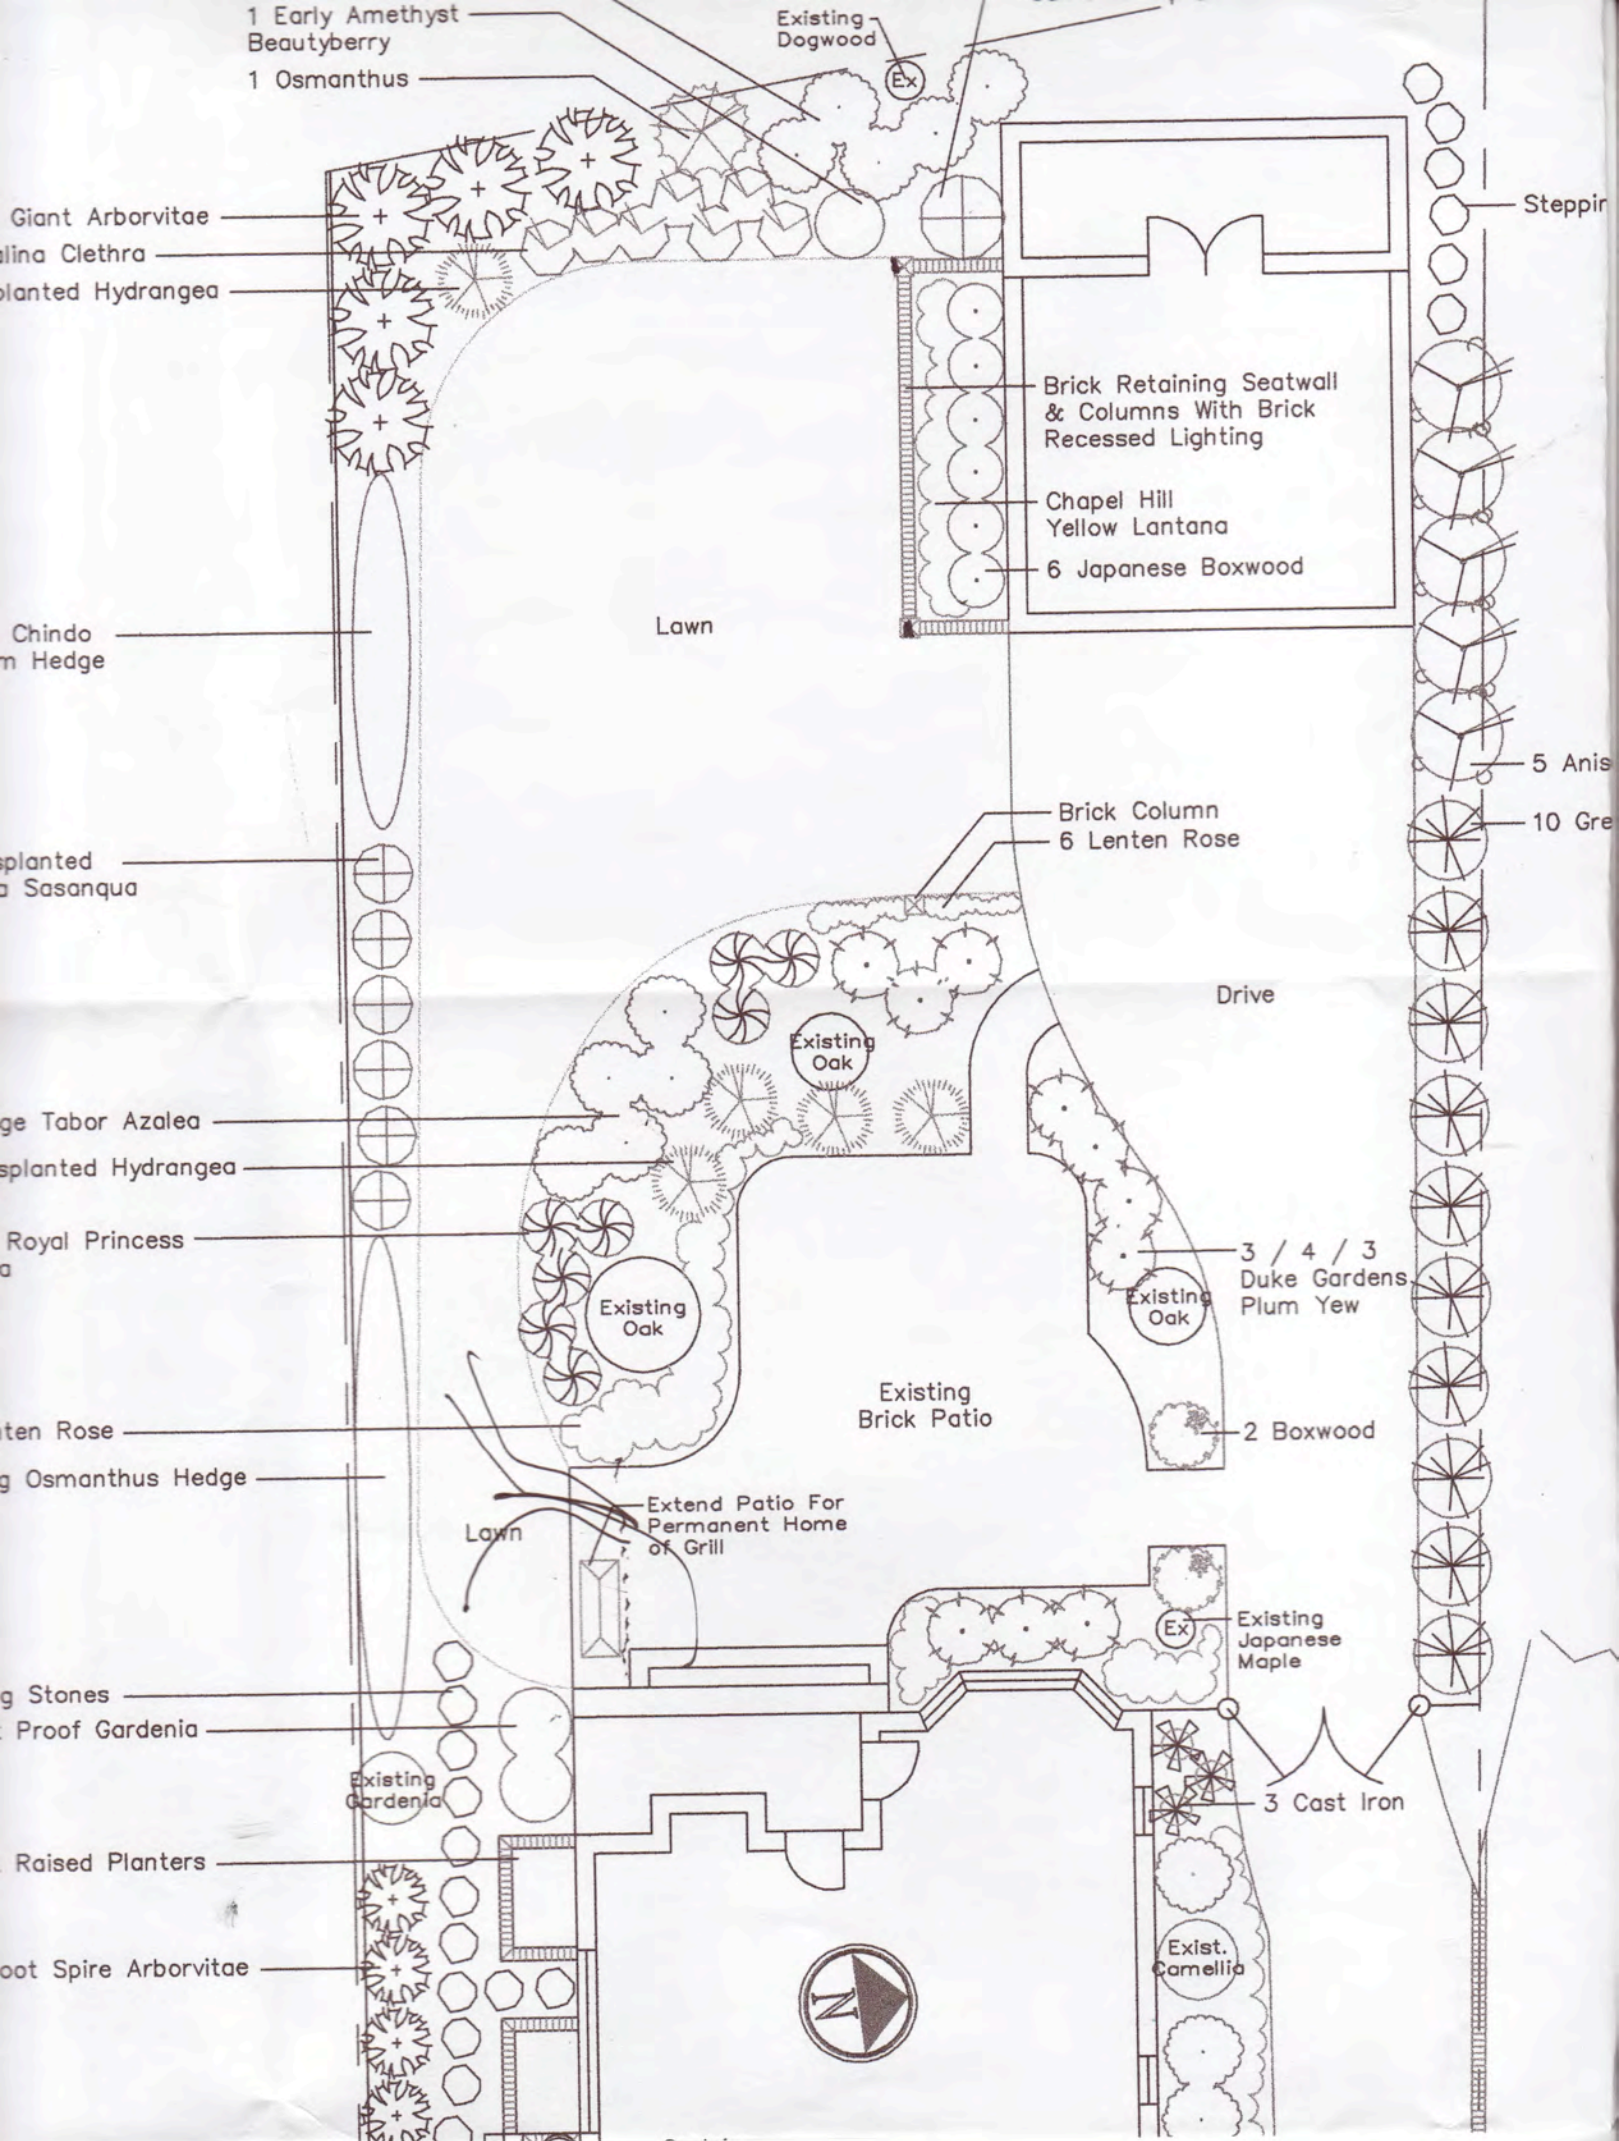 1 Early Amethyst
Beautyberry
Existing
Dogwood
1 Osmanthus
Ex
Giant Arborvitae
Steppin
lina Clethra
planted Hydrangea
Brick Retaining Seatwall
& Columns With Brick
Recessed Lighting
Chapel Hill
Yellow Lantana
6 Japanese Boxwood
Lawn
Chindo
m Hedge
5 Anis
Brick Column
10 Gre
6 Lenten Rose
splanted
a Sasanqua
Drive
Existing
Oak
ge Tabor Azalea
splanted Hydrangea
Royal Princess
a
3 / 4 / 3
Duke Gardens
Plum Yew
Existing
Oak
Existing
Oak
Existing
Brick Patio
ten Rose
2 Boxwood
g Osmanthus Hedge
Extend Patio For
Permanent Home
of Grill
Lawn
Existing
Japanese
Maple
Ex
g Stones
Proof Gardenia
Existing
Gardenia
3 Cast Iron
Raised Planters
Exist.
Camellia
oot Spire Arborvitae
N